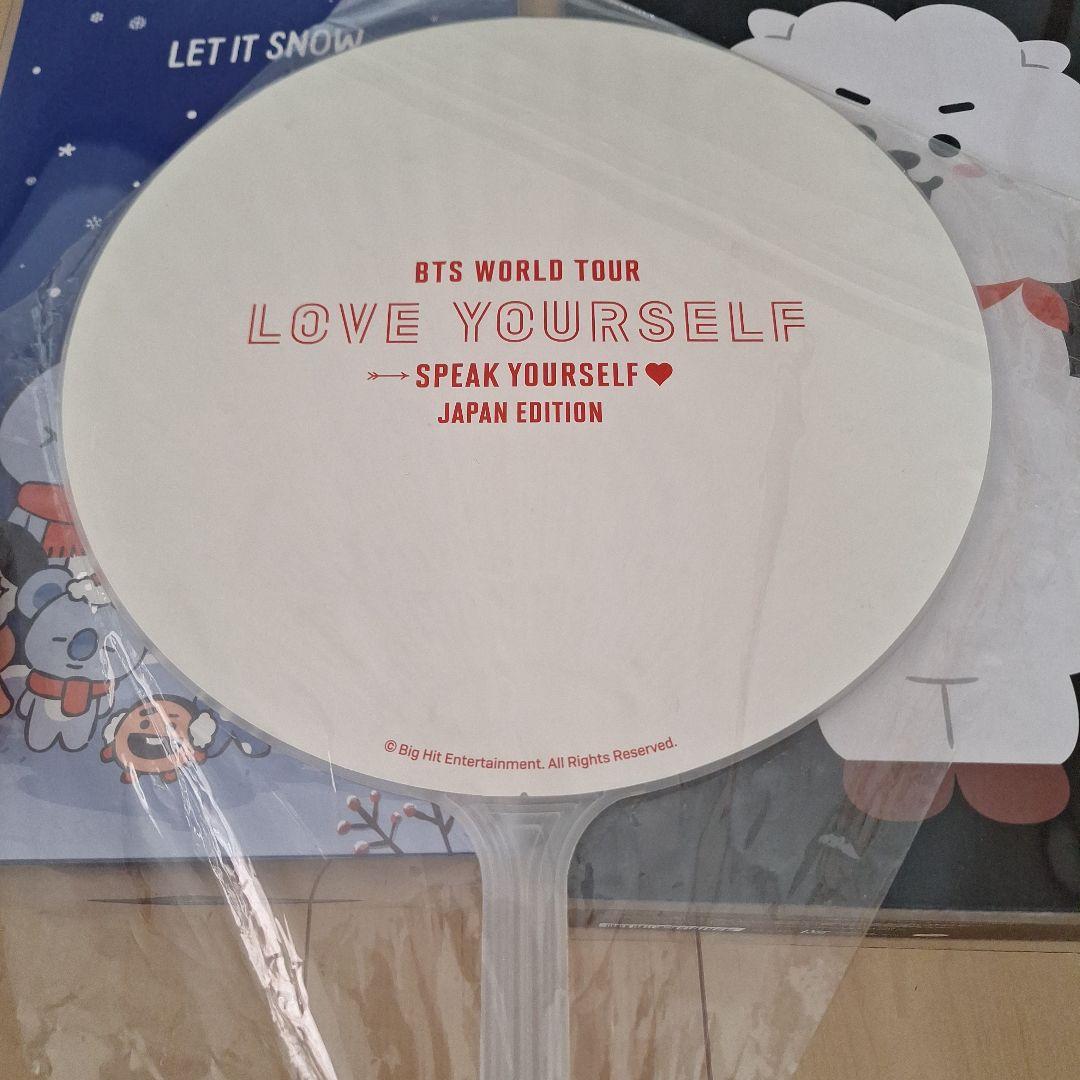 LET IT SNOW
BTS WORLD TOUR
LOVE YOURSELF
SPEAK YOURSELF
JAPAN EDITION
© Big Hit Entertainment. All Rights Reserved.